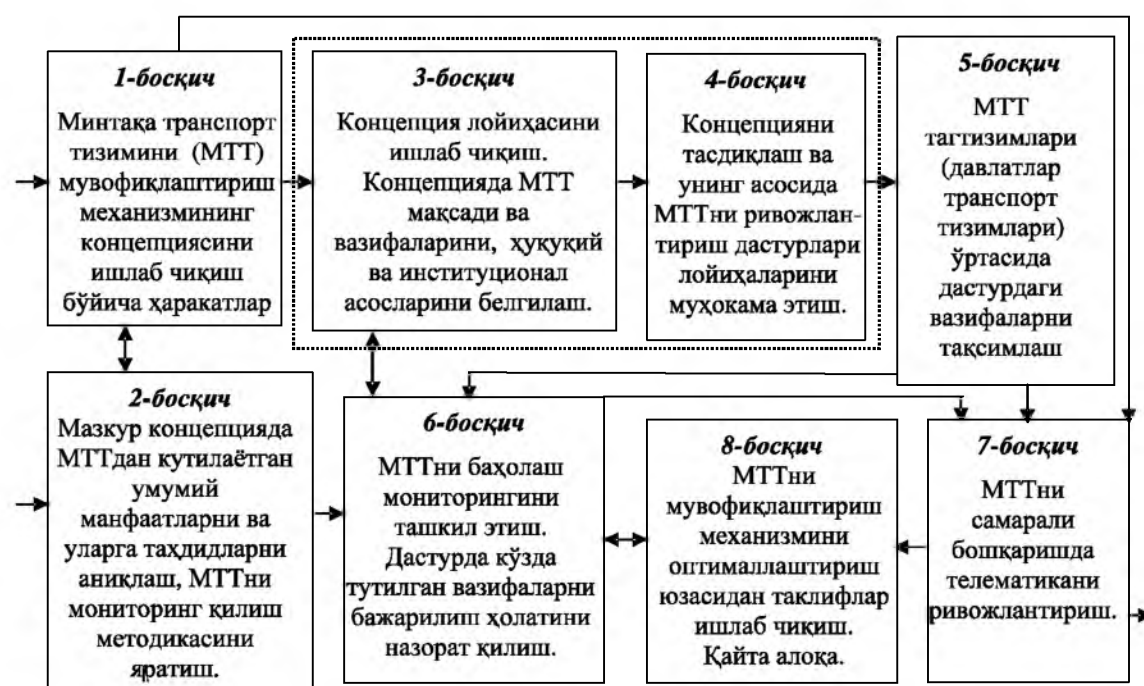 1-босқич
Минтақа транспорт
тизимини (МТТ)
мувофиқлаштириш
механизмининг
концепциясини
ишлаб чиқиш
бўйича ҳаракатлар
3-босқич
Концепция лойиҳасини
ишлаб чиқиш.
Концепцияда МТТ
мақсади ва
вазифаларини, ҳуқуқий
ва институционал
асосларини белгилаш.
4-босқич
Концепцияни
тасдиқлаш ва
унинг асосида
МТТни ривожлан-
тириш дастурлари
лойиҳаларини
муҳокама этиш.
5-босқич
МТТ
тагтизимлари
(давлатлар
транспорт
тизимлари)
ўртасида
дастурдаги
вазифаларни
тақсимлаш
2-босқич
Мазкур концепцияда
МТТдан кутилаётган
умумий
манфаатларни ва
уларга таҳдидларни
аниқлаш, МТТни
мониторинг қилиш
методикасини
яратиш.
6-босқич
МТТни баҳолаш
мониторингини
ташкил этиш.
Дастурда кўзда
тутилган вазифаларни
бажарилиш ҳолатини
назорат қилиш.
8-босқич
МТТни
мувофиқлаштириш
механизмини
оптималлаштириш
юзасидан таклифлар
ишлаб чиқиш.
Қайта алоқа.
7-босқич
МТТни
самарали
бошқаришда
телематикани
ривожлантириш.